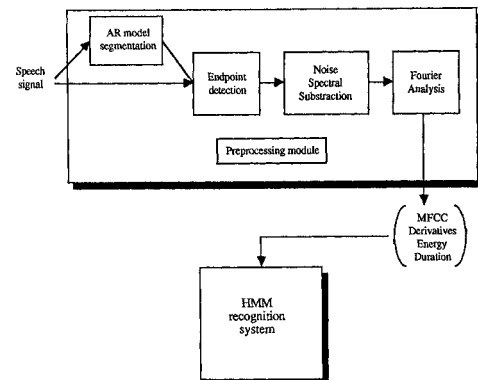 AR model
segmentation
Speech
signal
Endpoint
detection
Noise
Spectral
Substraction
Fourier
Analysis
Preprocessing module
MFCC
Derivatives
Energy
Duration
HMM
recognition
system